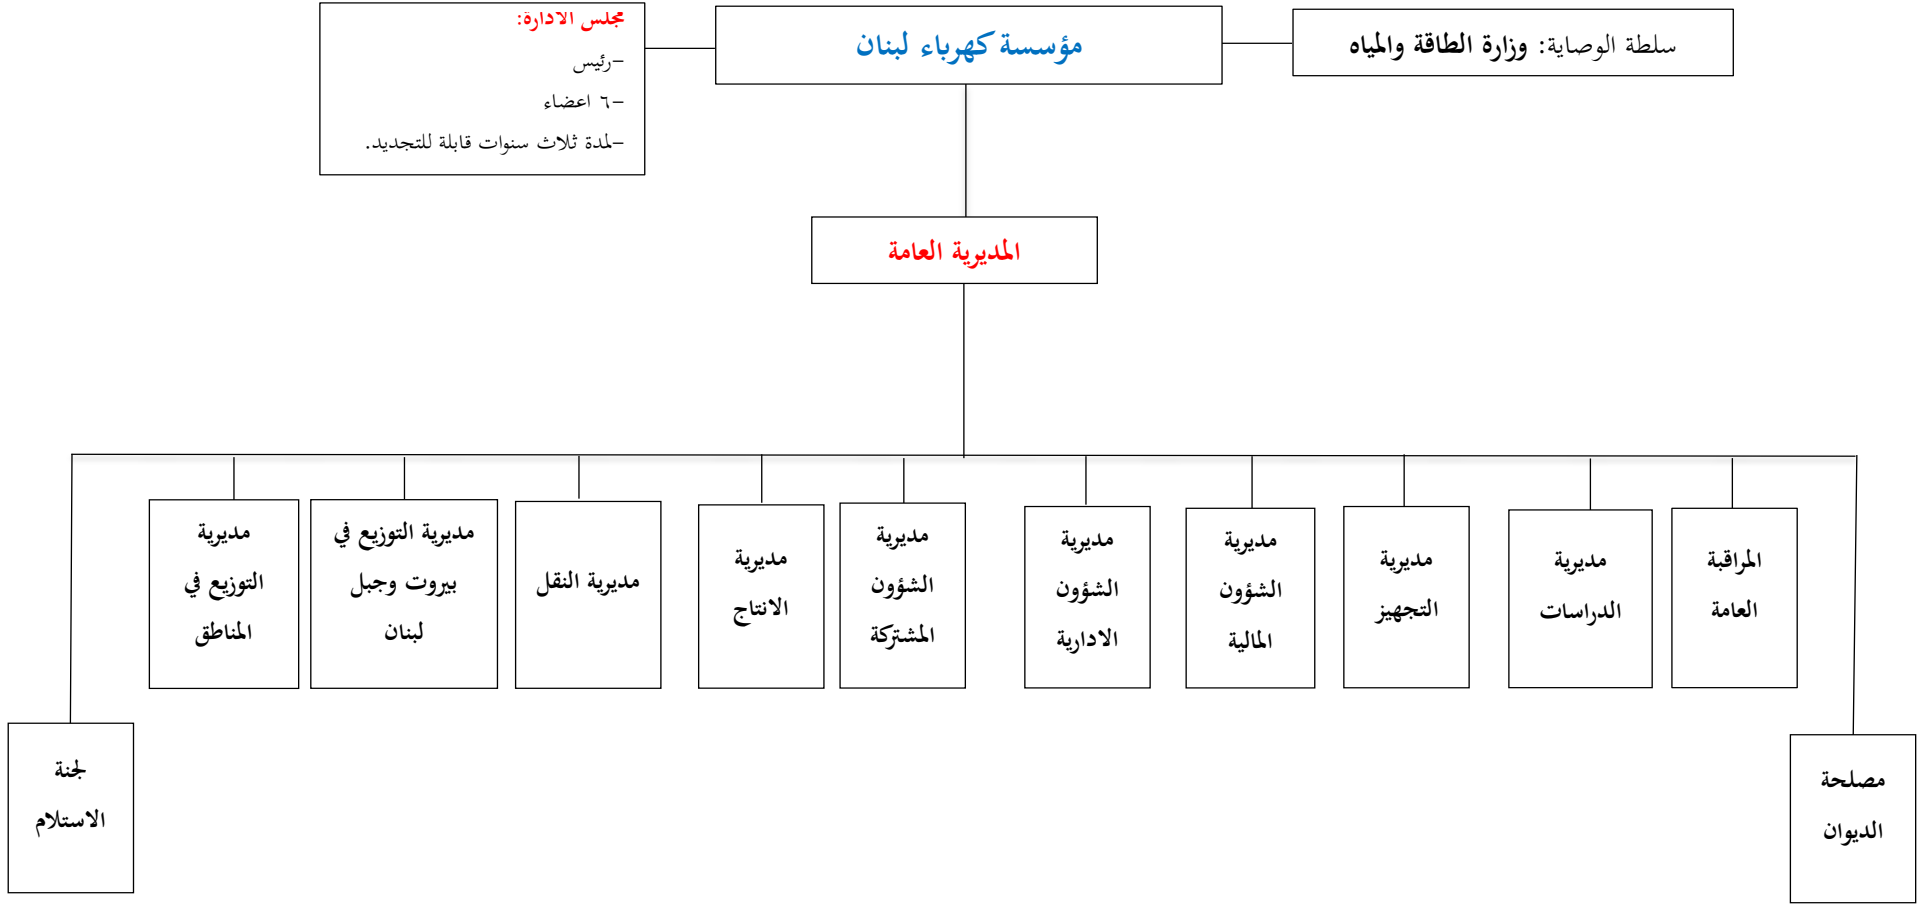 سلطة الوصاية: وزارة الطاقة والمياه
مؤسسة كهرباء لبنان
مجلس الادارة:
-رئيس
-٦ اعضاء
-لمدة ثلاث سنوات قابلة للتجديد.
المديرية العامة
المراقبة
العامة
مديرية
الدراسات
مديرية
التجهيز
مديرية
الشؤون
المالية
مديرية
الشؤون
الادارية
مديرية
الشؤون
المشتركة
مديرية
الانتاج
مديرية النقل
مديرية التوزيع في
بيروت وجبل
لبنان
مديرية
التوزيع في
المناطق
مصلحة
الديوان
لجنة
الاستلام